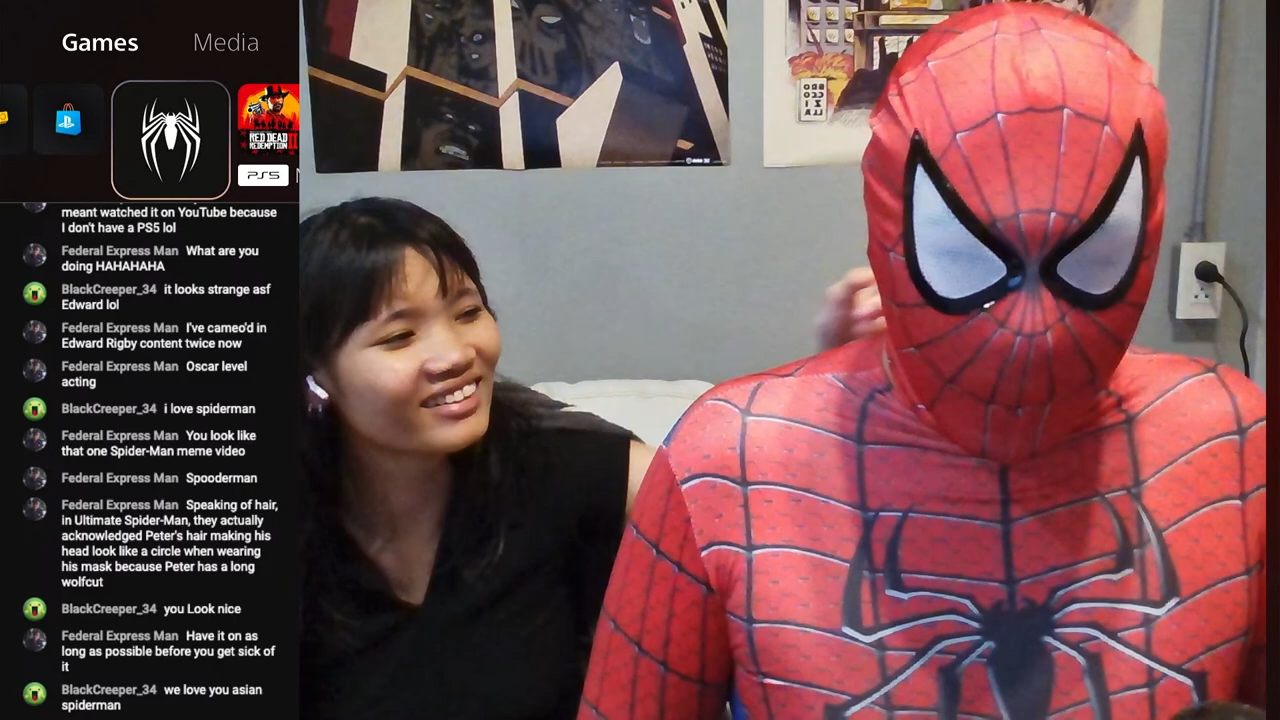 Games
Media
RED DEAD
REDEMPTION II
PS5
meant watched it on YouTube because
I don't have a PS5 lol
Federal Express Man What are you
doing HAHAHAHA
BlackCreeper_34 it looks strange asf
Edward lol
Federal Express Man I've cameo'd in
Edward Rigby content twice now
Federal Express Man Oscar level
acting
BlackCreeper_34 i love spiderman
Federal Express Man You look like
that one Spider-Man meme video
Federal Express Man Spooderman
Federal Express Man Speaking of hair,
in Ultimate Spider-Man, they actually
acknowledged Peter's hair making his
head look like a circle when wearing
his mask because Peter has a long
wolfcut
BlackCreeper_34 you Look nice
Federal Express Man Have it on as
long as possible before you get sick of
it
BlackCreeper_34 we love you asian
spiderman